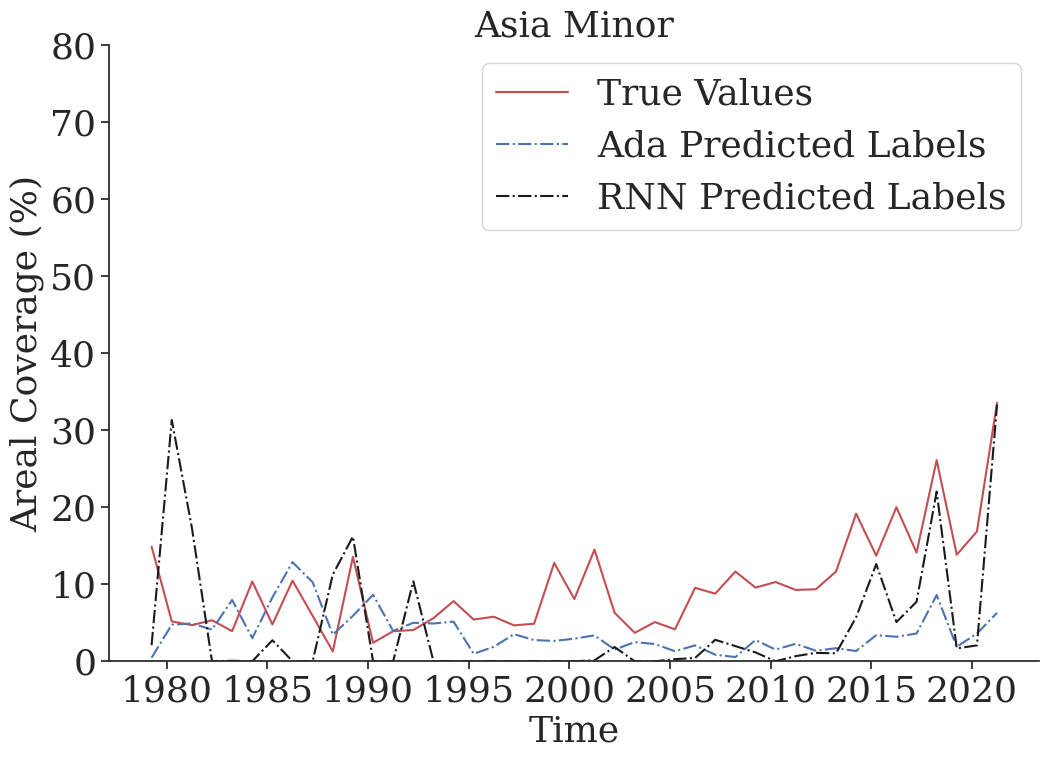 Asia Minor
80
70
60
50
40
30
20
10
0
Areal Coverage (%)
True Values
Ada Predicted Labels
RNN Predicted Labels
1980 1985 1990 1995 2000 2005 2010 2015 2020
Time